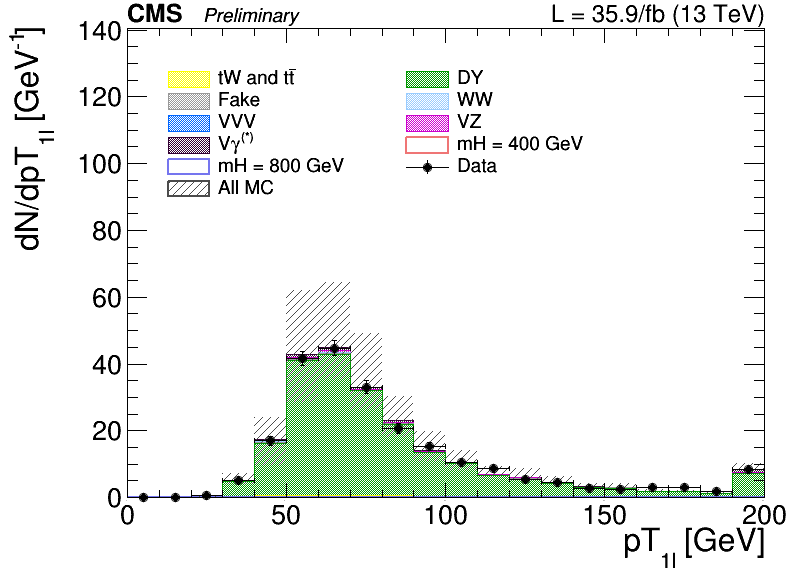 CMS Preliminary L = 35.9/fb (13 TeV)
dN/dpT_1l [GeV^-1]
140
120
100
80
60
40
20
0
tW and tt̄
DY
Fake
WW
VVV
VZ
Vγ^(*)
mH = 400 GeV
mH = 800 GeV
Data
All MC
0 50 100 150 200
pT_1l [GeV]